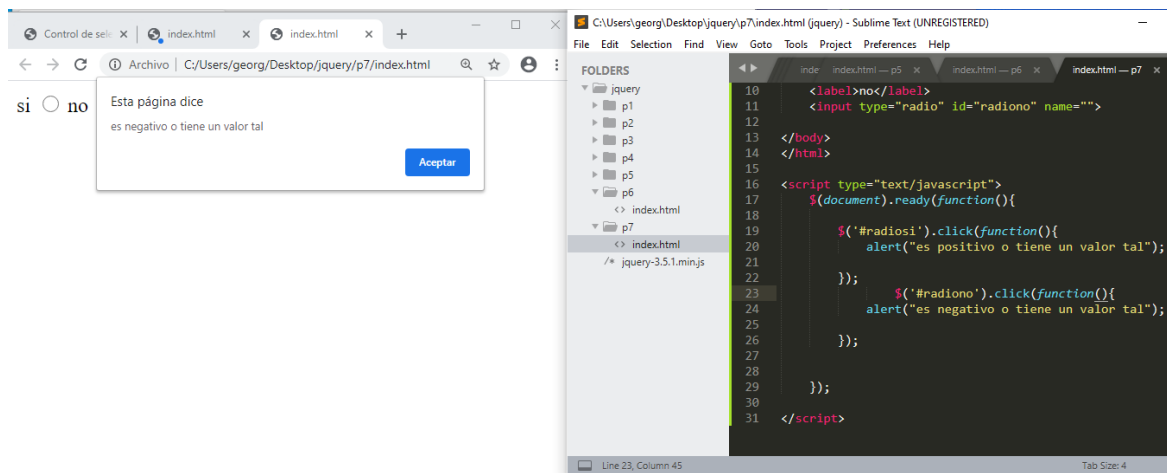 Control de sele
index.html
index.html
Archivo | C:/Users/georg/Desktop/jquery/p7/index.html
si
no
Esta página dice
es negativo o tiene un valor tal
Aceptar
C:\Users\georg\Desktop\jquery\p7\index.html (jquery) - Sublime Text (UNREGISTERED)
File Edit Selection Find View Goto Tools Project Preferences Help
FOLDERS
jquery
p1
p2
p3
p4
p5
p6
<> index.html
p7
<> index.html
/* jquery-3.5.1.min.js
inde index.html — p5 index.html — p6 index.html — p7
10 <label>no</label>
11 <input type="radio" id="radiono" name="">
12
13 </body>
14 </html>
15
16 <script type="text/javascript">
17 $(document).ready(function(){
18
19 $('#radiosi').click(function(){
20 alert("es positivo o tiene un valor tal");
21
22 });
23 $('#radiono').click(function(){
24 alert("es negativo o tiene un valor tal");
25
26 });
27
28
29 });
30
31 </script>
Line 23, Column 45
Tab Size: 4